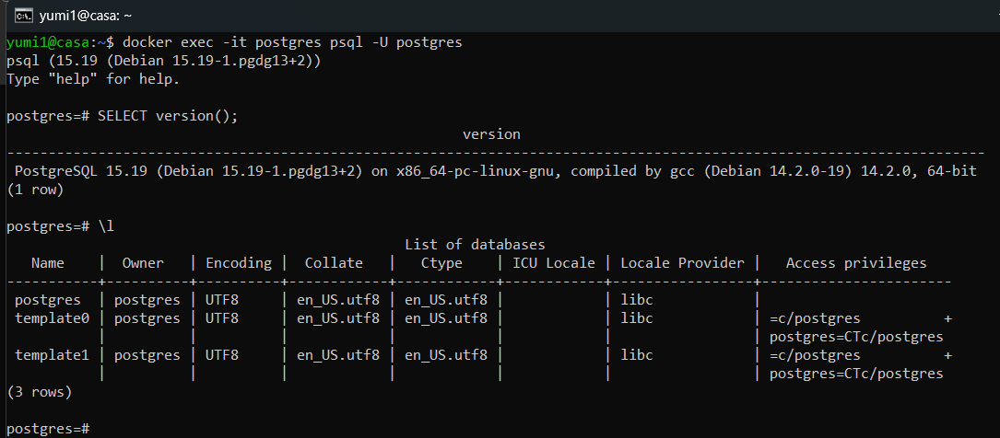 yumi1@casa: ~
yumi1@casa:~$ docker exec -it postgres psql -U postgres
psql (15.19 (Debian 15.19-1.pgdg13+2))
Type "help" for help.

postgres=# SELECT version();
                                                       version
----------------------------------------------------------------------------------------------------------------------
 PostgreSQL 15.19 (Debian 15.19-1.pgdg13+2) on x86_64-pc-linux-gnu, compiled by gcc (Debian 14.2.0-19) 14.2.0, 64-bit
(1 row)

postgres=# \l
                                                List of databases
   Name    |  Owner   | Encoding |  Collate   |   Ctype    | ICU Locale | Locale Provider |   Access privileges
-----------+----------+----------+------------+------------+------------+-----------------+-----------------------
 postgres  | postgres | UTF8     | en_US.utf8 | en_US.utf8 |            | libc            |
 template0 | postgres | UTF8     | en_US.utf8 | en_US.utf8 |            | libc            | =c/postgres          +
           |          |          |            |            |            |                 | postgres=CTc/postgres
 template1 | postgres | UTF8     | en_US.utf8 | en_US.utf8 |            | libc            | =c/postgres          +
           |          |          |            |            |            |                 | postgres=CTc/postgres
(3 rows)

postgres=#